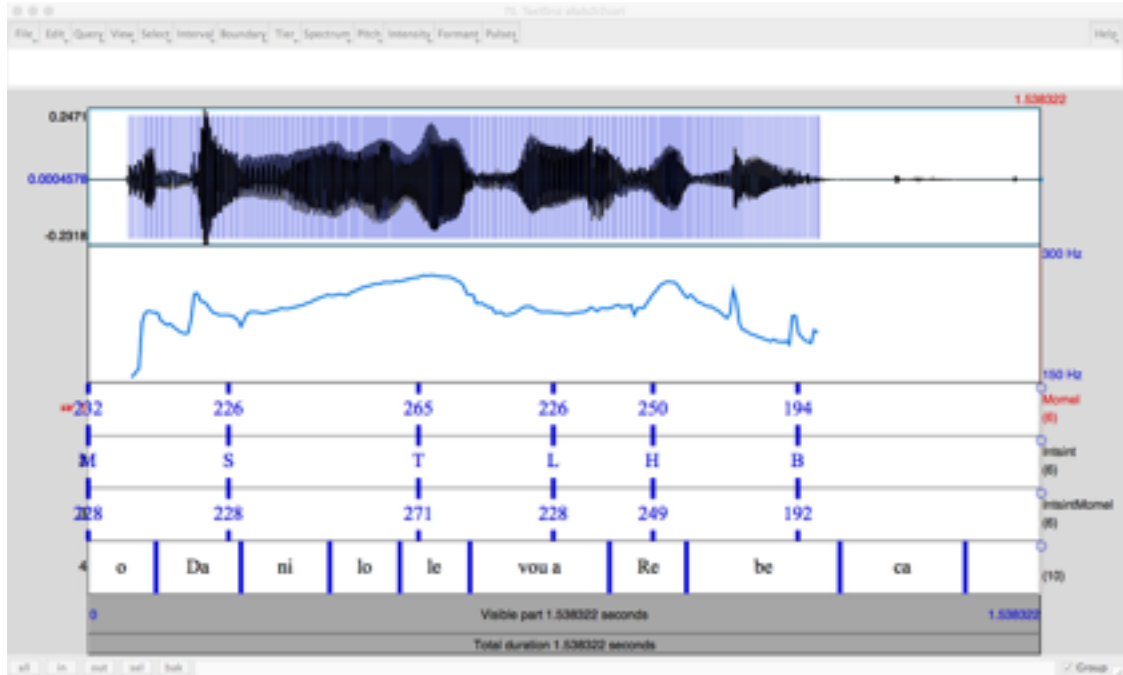 File Edit Query View Select Interval Boundary Tier Spectrum Pitch Intensity Formant Pulses Help
1.538322
0.2471
0.0004578
-0.2318
300 Hz
150 Hz
232 226 265 226 250 194 Momel (6)
M S T L H B Intsint (6)
228 228 271 228 249 192 IntsintMomel (6)
4 o Da ni lo le vou a Re be ca (10)
0 Visible part 1.538322 seconds 1.538322
Total duration 1.538322 seconds
all in out sel bak Group